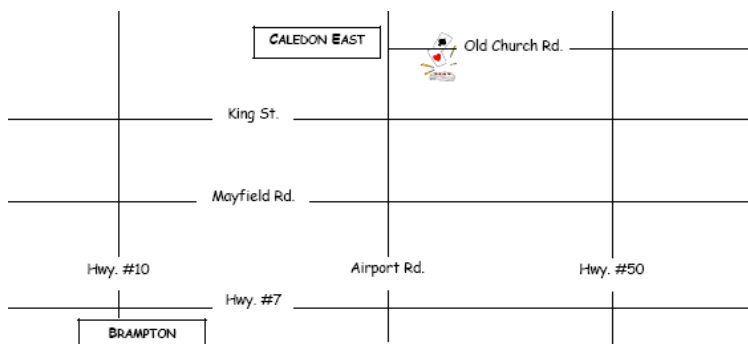 CALEDON EAST
Old Church Rd.
King St.
Mayfield Rd.
Hwy. #10
Airport Rd.
Hwy. #50
Hwy. #7
BRAMPTON